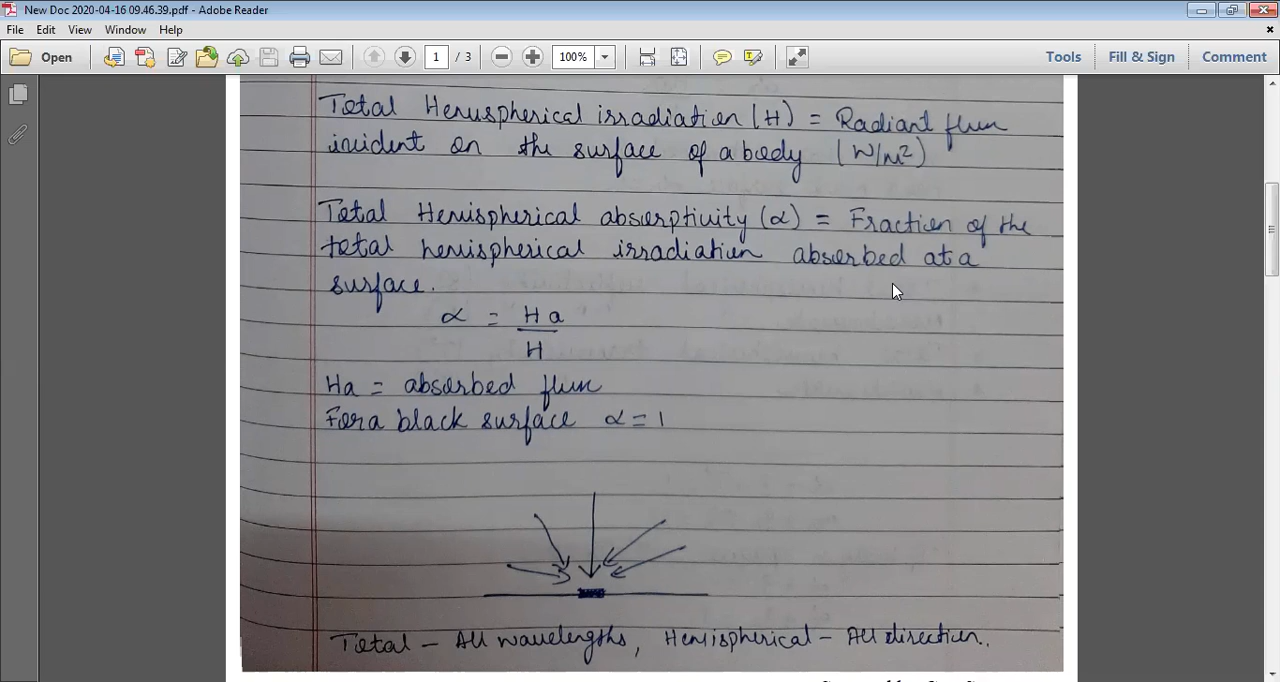 New Doc 2020-04-16 09.46.39.pdf - Adobe Reader
File Edit View Window Help
Open 1 / 3 100% Tools Fill & Sign Comment
Total Hemispherical irradiation (H) = Radiant flux
incident on the surface of a body (W/m²)
Total Hemispherical absorptivity (α) = Fraction of the
total hemispherical irradiation absorbed at a
surface.
α = Ha
H
Ha = absorbed flux
For a black surface α = 1
Total - All wavelengths, Hemispherical - All direction.